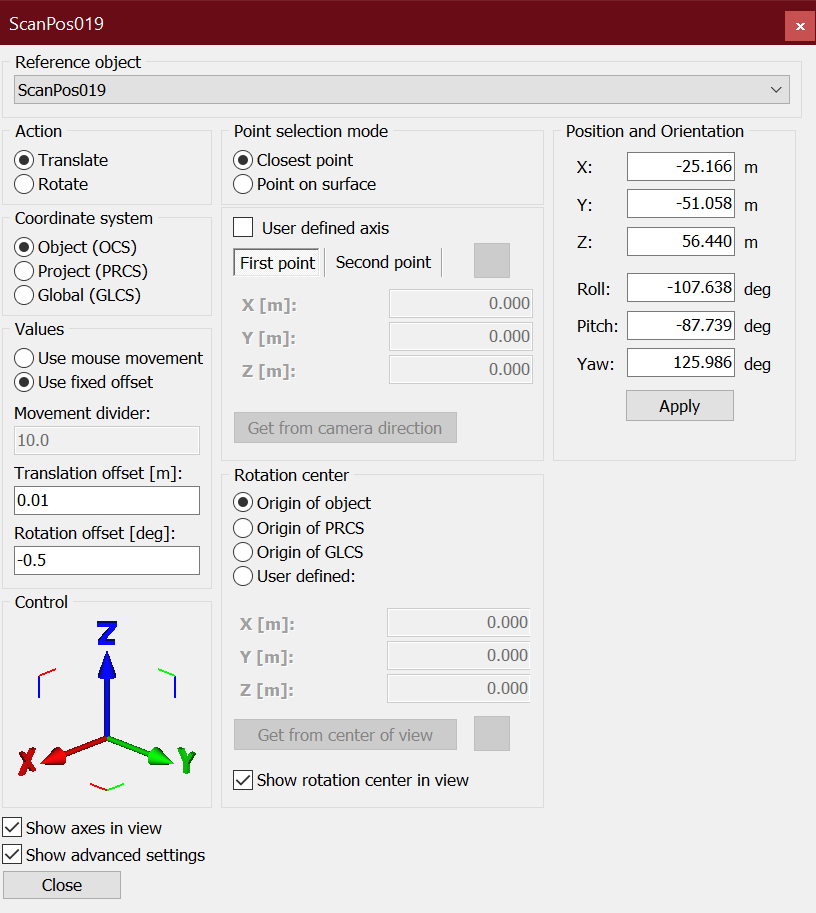 ScanPos019
Reference object
ScanPos019
Action
Translate
Rotate
Coordinate system
Object (OCS)
Project (PRCS)
Global (GLCS)
Values
Use mouse movement
Use fixed offset
Movement divider:
10.0
Translation offset [m]:
0.01
Rotation offset [deg]:
-0.5
Control
Z
X
Y
Show axes in view
Show advanced settings
Close
Point selection mode
Closest point
Point on surface
User defined axis
First point Second point
X [m]: 0.000
Y [m]: 0.000
Z [m]: 0.000
Get from camera direction
Rotation center
Origin of object
Origin of PRCS
Origin of GLCS
User defined:
X [m]: 0.000
Y [m]: 0.000
Z [m]: 0.000
Get from center of view
Show rotation center in view
Position and Orientation
X: -25.166 m
Y: -51.058 m
Z: 56.440 m
Roll: -107.638 deg
Pitch: -87.739 deg
Yaw: 125.986 deg
Apply